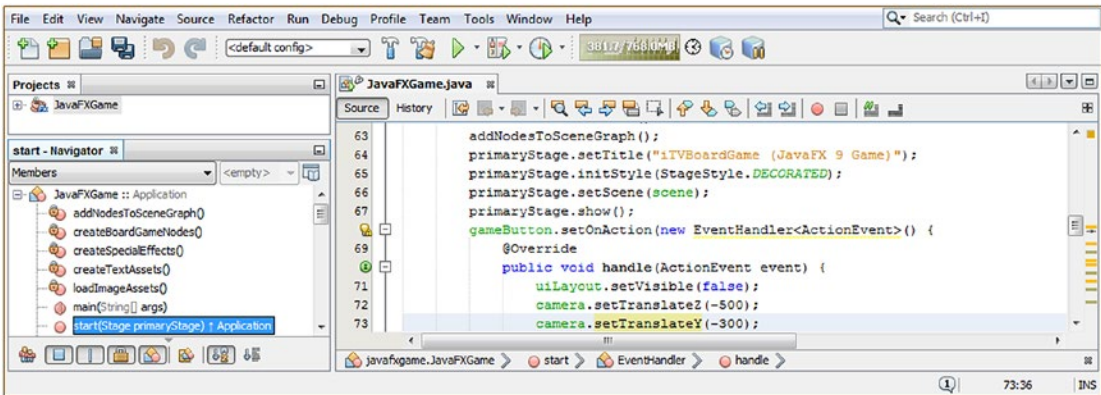 File Edit View Navigate Source Refactor Run Debug Profile Team Tools Window Help
Search (Ctrl+I)
<default config>
381.7/768.0MB
Projects
JavaFXGame
start - Navigator
Members
<empty>
JavaFXGame :: Application
addNodesToSceneGraph()
createBoardGameNodes()
createSpecialEffects()
createTextAssets()
loadImageAssets()
main(String[] args)
start(Stage primaryStage) ↑ Application
JavaFXGame.java
Source History
63 addNodesToSceneGraph();
64 primaryStage.setTitle("iTVBoardGame (JavaFX 9 Game)");
65 primaryStage.initStyle(StageStyle.DECORATED);
66 primaryStage.setScene(scene);
67 primaryStage.show();
gameButton.setOnAction(new EventHandler<ActionEvent>() {
69 @Override
public void handle(ActionEvent event) {
71 uiLayout.setVisible(false);
72 camera.setTranslateZ(-500);
73 camera.setTranslateY(-300);
javafxgame.JavaFXGame start EventHandler handle
1 73:36 INS